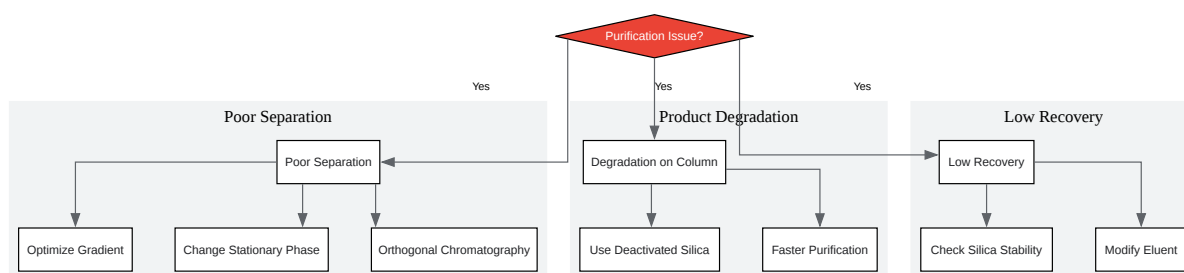 Purification Issue?
Yes
Yes
Yes
Poor Separation
Product Degradation
Low Recovery
Poor Separation
Degradation on Column
Low Recovery
Optimize Gradient
Change Stationary Phase
Orthogonal Chromatography
Use Deactivated Silica
Faster Purification
Check Silica Stability
Modify Eluent